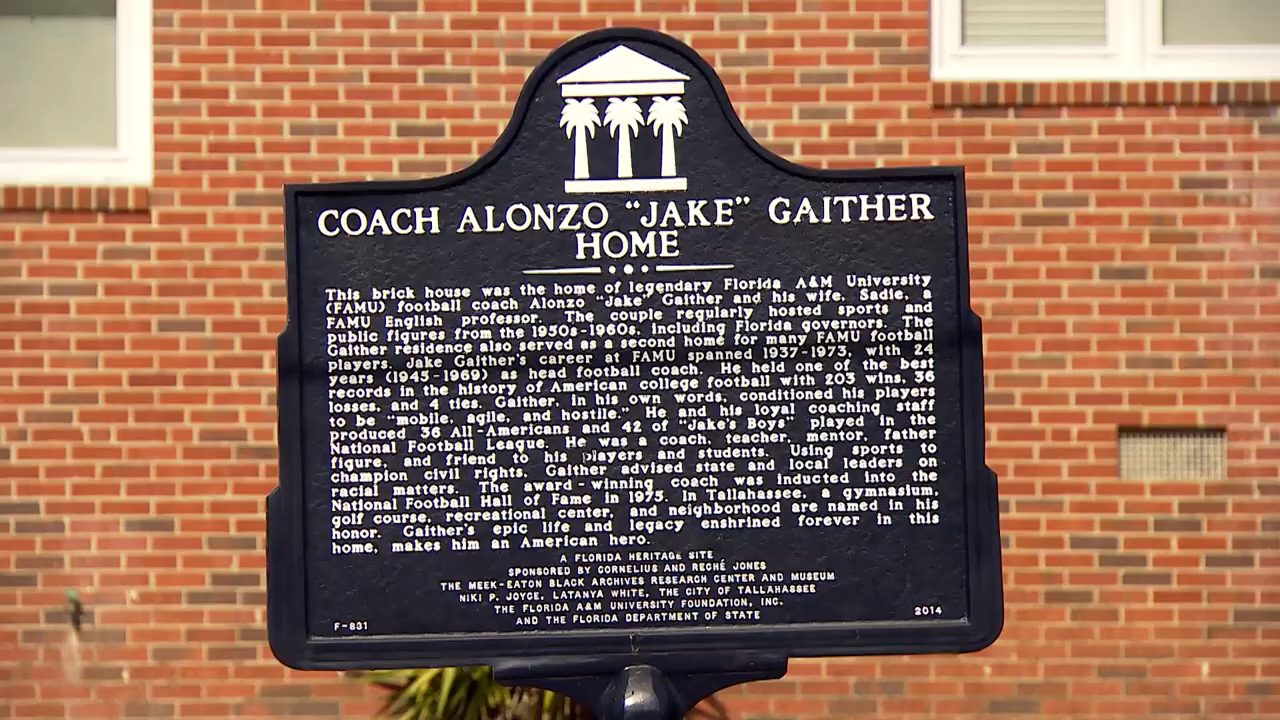 COACH ALONZO “JAKE” GAITHER
HOME
This brick house was the home of legendary Florida A&M University
(FAMU) football coach Alonzo “Jake” Gaither and his wife, Sadie, a
FAMU English professor. The couple regularly hosted sports and
public figures from the 1950s-1960s, including Florida governors. The
Gaither residence also served as a second home for many FAMU football
players. Jake Gaither's career at FAMU spanned 1937-1973, with 24
years (1945-1969) as head football coach. He held one of the best
records in the history of American college football with 203 wins, 36
losses, and 4 ties. Gaither, in his own words, conditioned his players
to be “mobile, agile, and hostile.” He and his loyal coaching staff
produced 36 All-Americans and 42 of “Jake's Boys” played in the
National Football League. He was a coach, teacher, mentor, father
figure, and friend to his players and students. Using sports to
champion civil rights, Gaither advised state and local leaders on
racial matters. The award-winning coach was inducted into the
National Football Hall of Fame in 1975. In Tallahassee, a gymnasium,
golf course, recreational center, and neighborhood are named in his
honor. Gaither's epic life and legacy enshrined forever in this
home, makes him an American hero.
A FLORIDA HERITAGE SITE
SPONSORED BY CORNELIUS AND RECHÉ JONES
THE MEEK-EATON BLACK ARCHIVES RESEARCH CENTER AND MUSEUM
NIKI P. JOYCE, LATANYA WHITE, THE CITY OF TALLAHASSEE
THE FLORIDA A&M UNIVERSITY FOUNDATION, INC.
AND THE FLORIDA DEPARTMENT OF STATE
F-831 2014